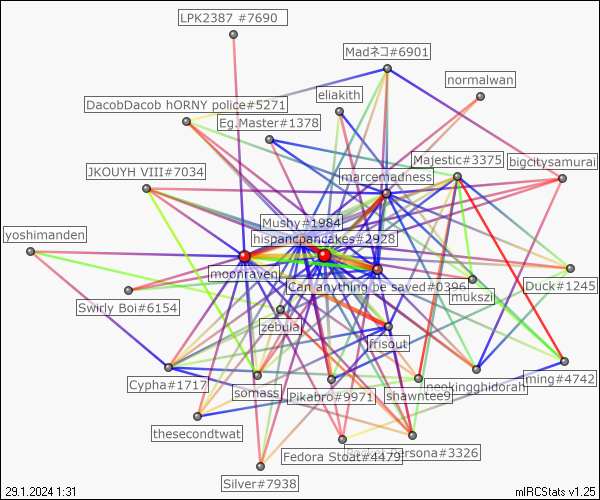 LPK2387 #7690
Madネコ#6901
normalwan
eliakith
DacobDacob hORNY police#5271
Eg.Master#1378
Majestic#3375
bigcitysamurai
JKOUYH VIII#7034
marcemadness
Mushy#1984
hispancpancakes#2928
yoshimanden
moonraven
Can anything be saved#0396
Duck#1245
mukszi
Swirly Boi#6154
zebuia
frisout
Cypha#1717
somass
Pikabro#9971
shawntee9
neokingghidorah
ming#4742
thesecondtwat
Fedora Stoat#4479
Persona#3326
Silver#7938
29.1.2024 1:31
mIRCStats v1.25